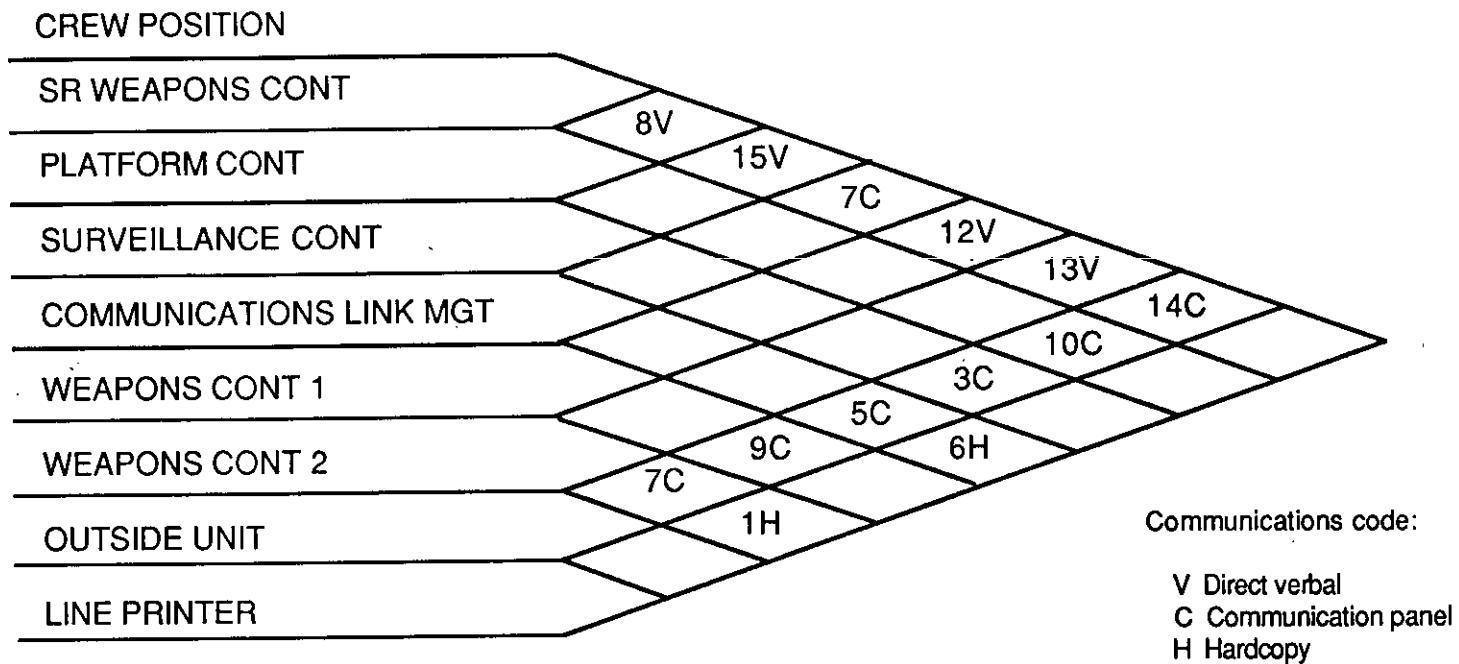 CREW POSITION
SR WEAPONS CONT
8V
PLATFORM CONT
15V
7C
SURVEILLANCE CONT
12V
13V
COMMUNICATIONS LINK MGT
14C
10C
WEAPONS CONT 1
3C
5C
WEAPONS CONT 2
9C
6H
7C
OUTSIDE UNIT
1H
LINE PRINTER
Communications code:
V Direct verbal
C Communication panel
H Hardcopy